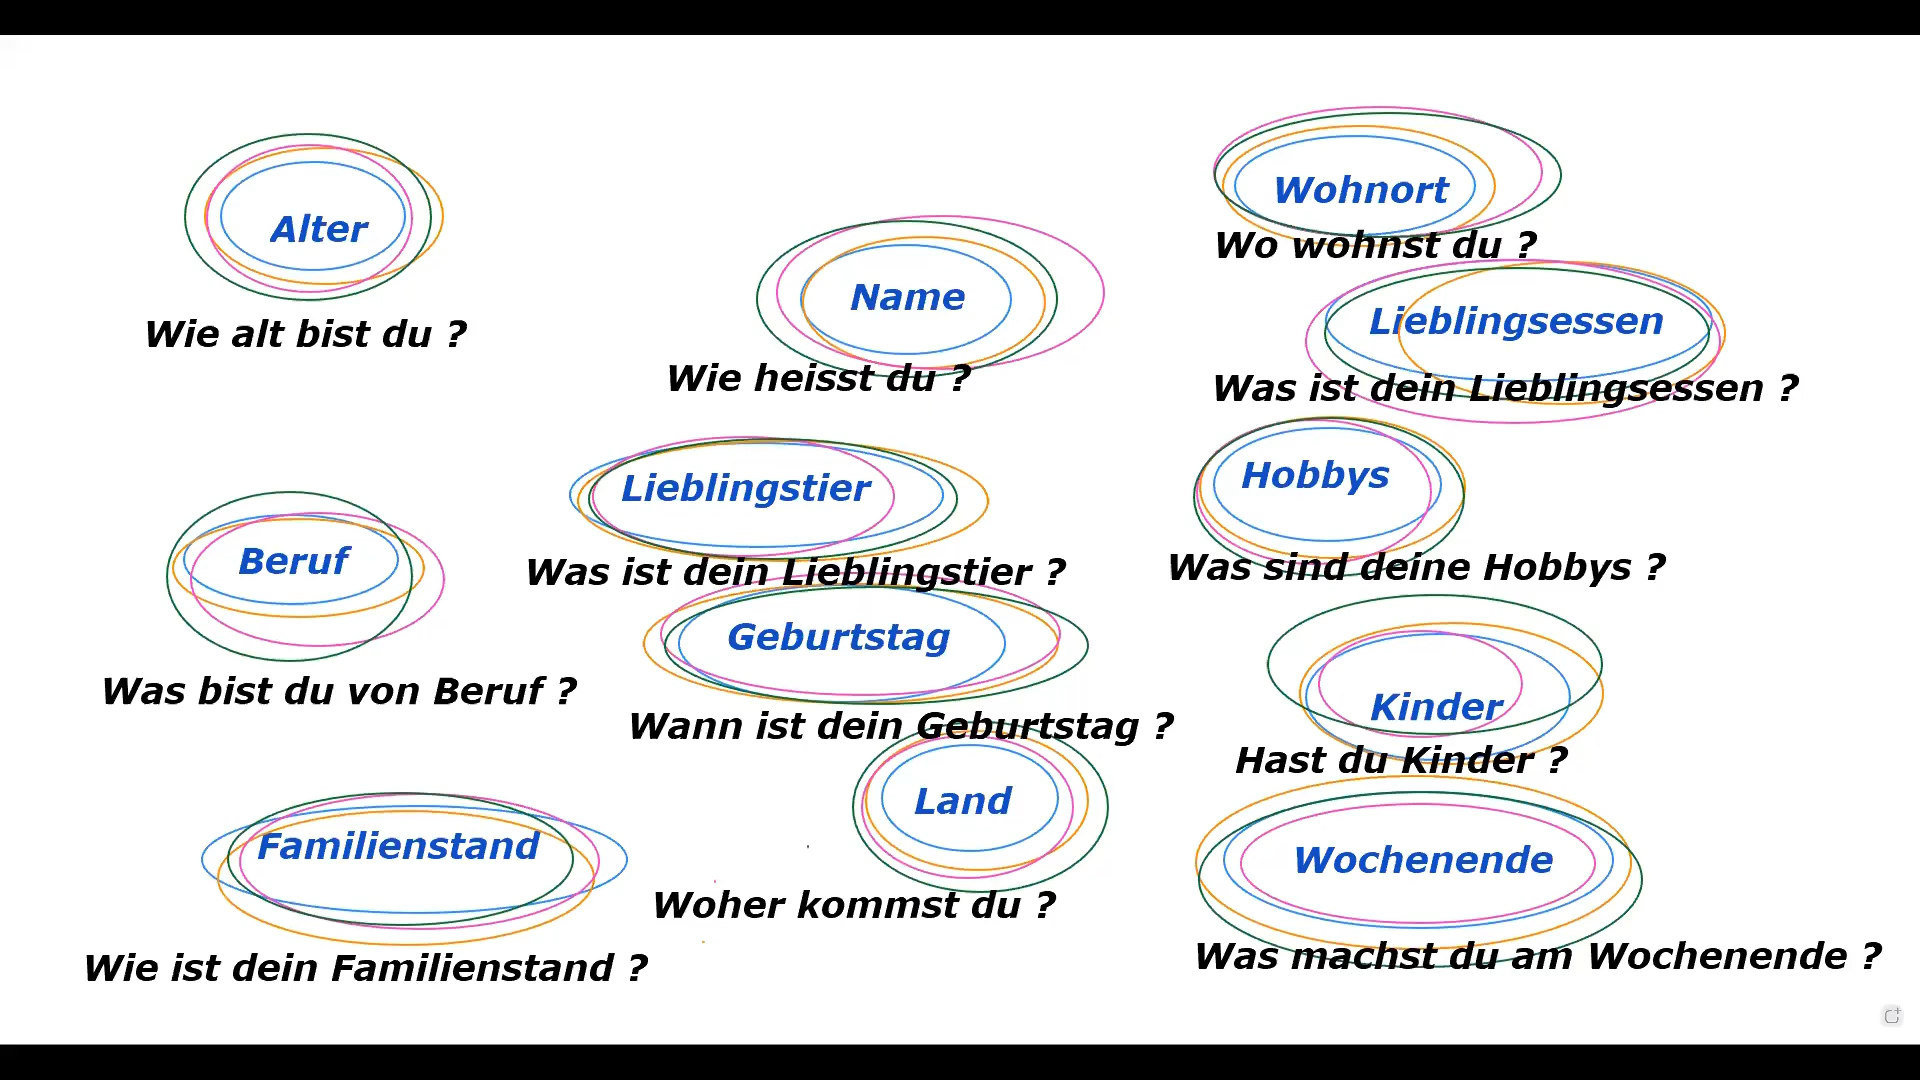 Alter
Wie alt bist du ?
Name
Wie heisst du ?
Wohnort
Wo wohnst du ?
Lieblingsessen
Was ist dein Lieblingsessen ?
Lieblingstier
Was ist dein Lieblingstier ?
Hobbys
Was sind deine Hobbys ?
Beruf
Was bist du von Beruf ?
Geburtstag
Wann ist dein Geburtstag ?
Kinder
Hast du Kinder ?
Land
Woher kommst du ?
Familienstand
Wie ist dein Familienstand ?
Wochenende
Was machst du am Wochenende ?